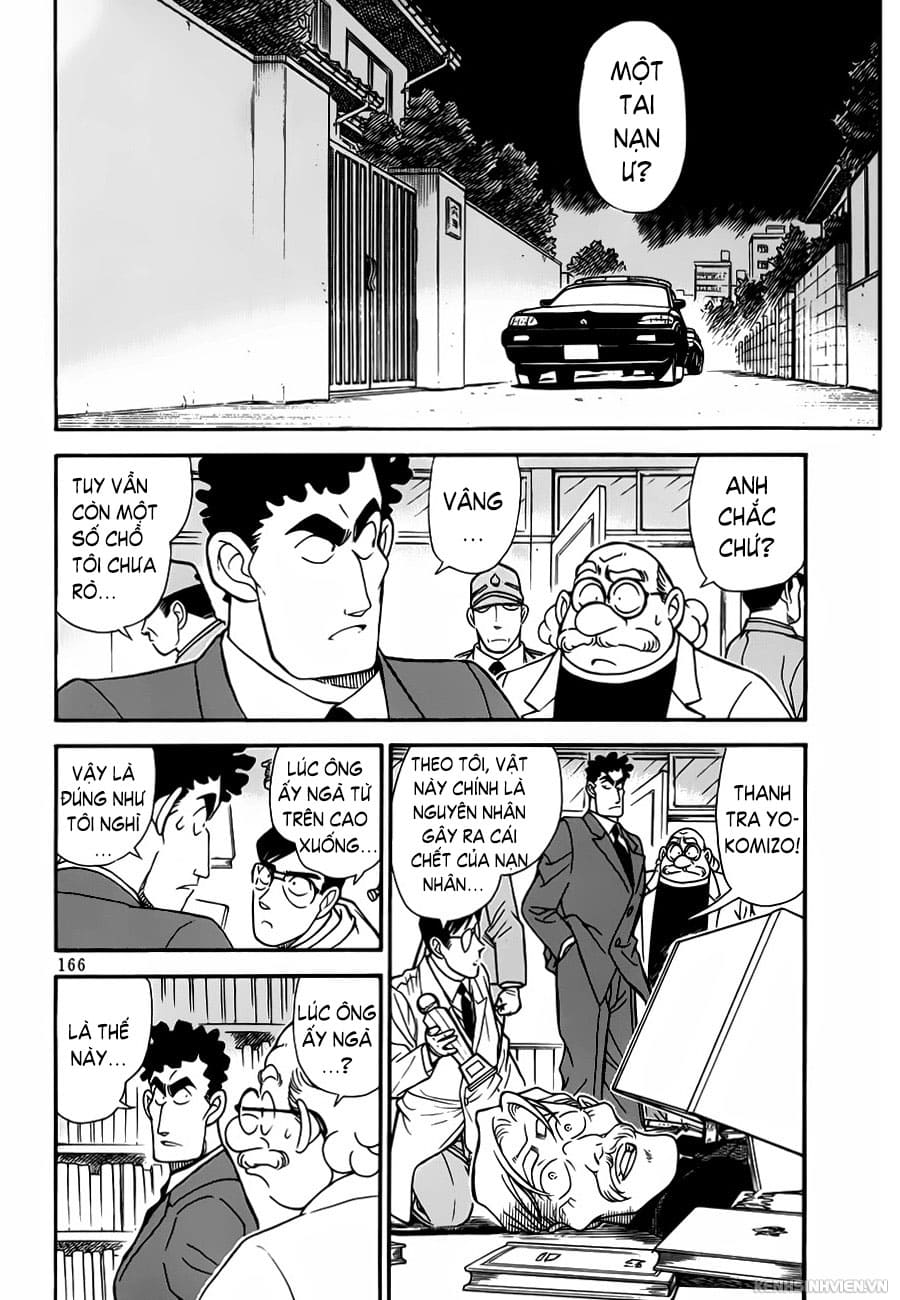 MỘT
TAI
NẠN
Ư?
ANH
CHẮC
CHỨ?
VÂNG
...
TUY VẪN
CÒN MỘT
SỐ CHỖ
TÔI CHƯA
RÕ...
THANH
TRA YO-
KOMIZO!
THEO TÔI, VẬT
NÀY CHÍNH LÀ
NGUYÊN NHÂN
GÂY RA CÁI
CHẾT CỦA NẠN
NHÂN...
LÚC ÔNG
ẤY NGÃ TỪ
TRÊN CAO
XUỐNG...
VẬY LÀ
ĐÚNG NHƯ
TÔI NGHĨ
...
166
LÚC ÔNG
ẤY NGÃ
...?
LÀ THẾ
NÀY...
KENHSINHVIEN.VN